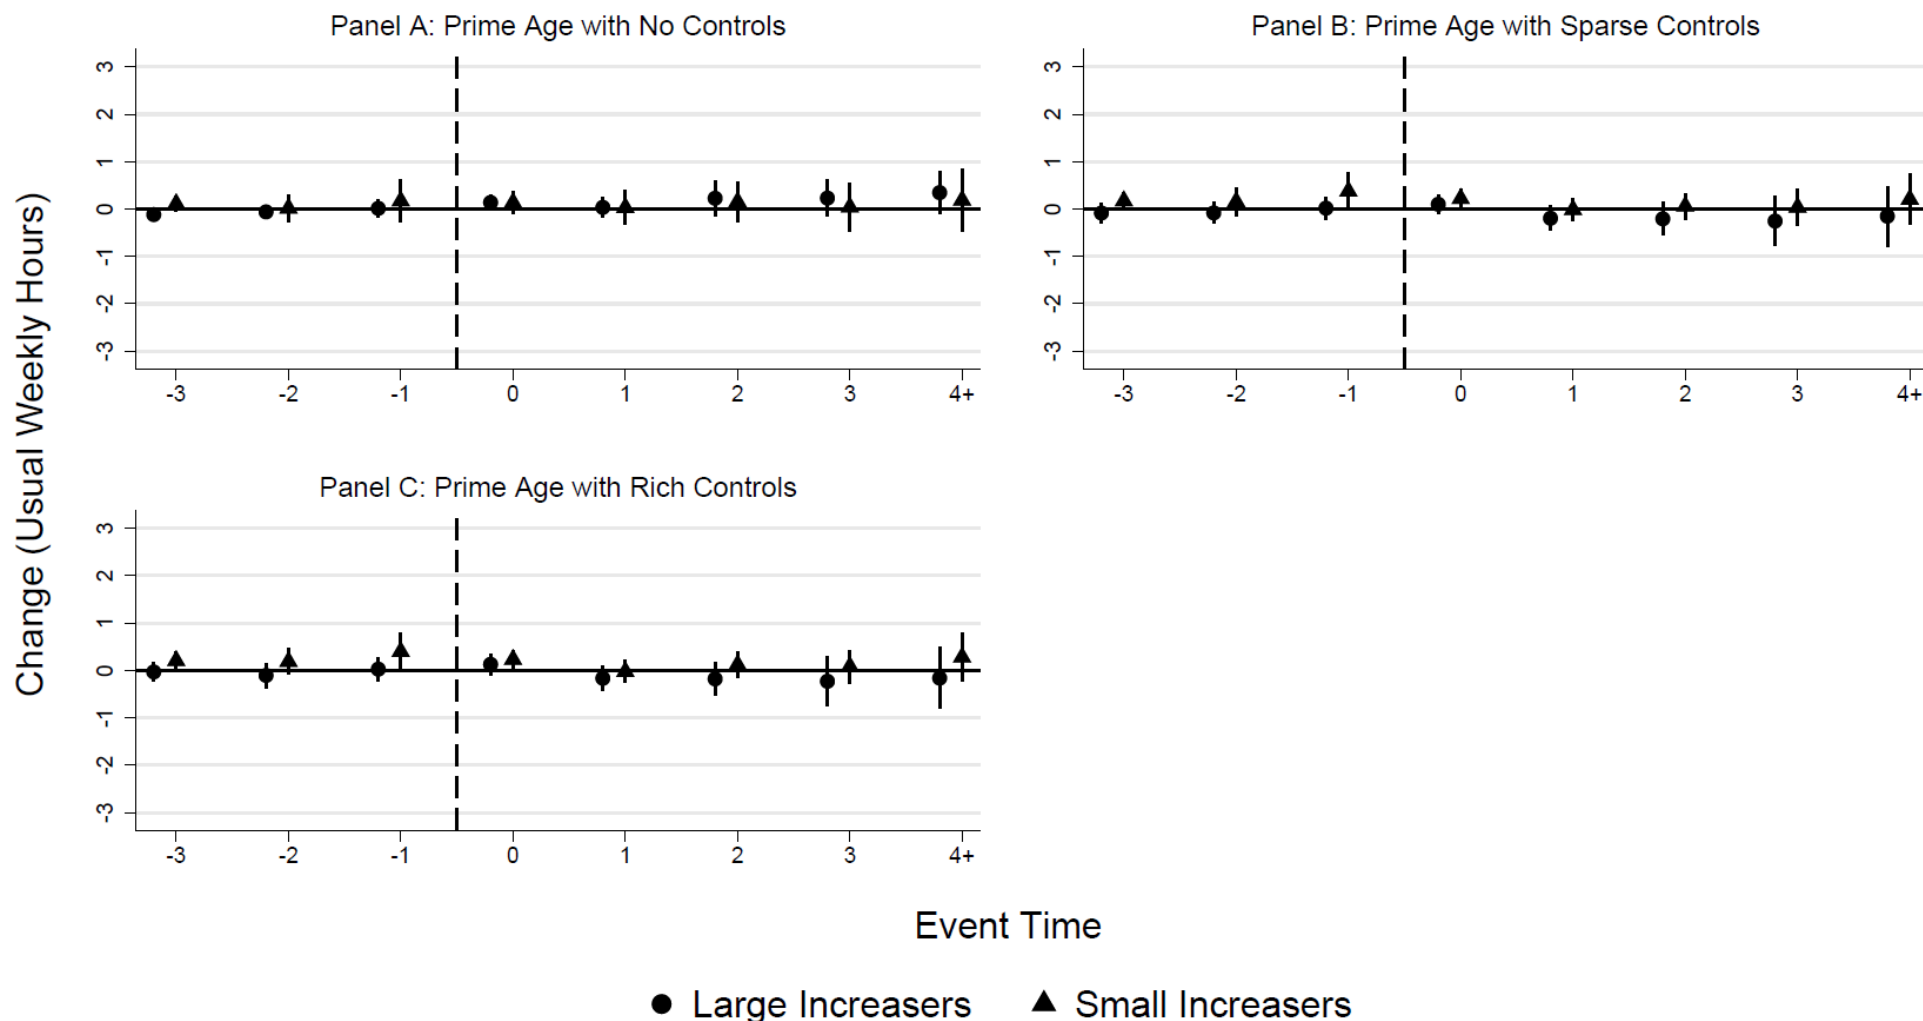 Panel A: Prime Age with No Controls
3
2
1
0
-1
-2
-3
-3 -2 -1 0 1 2 3 4+
Panel B: Prime Age with Sparse Controls
3
2
1
0
-1
-2
-3
-3 -2 -1 0 1 2 3 4+
Panel C: Prime Age with Rich Controls
3
2
1
0
-1
-2
-3
-3 -2 -1 0 1 2 3 4+
Change (Usual Weekly Hours)
Event Time
Large Increasers Small Increasers